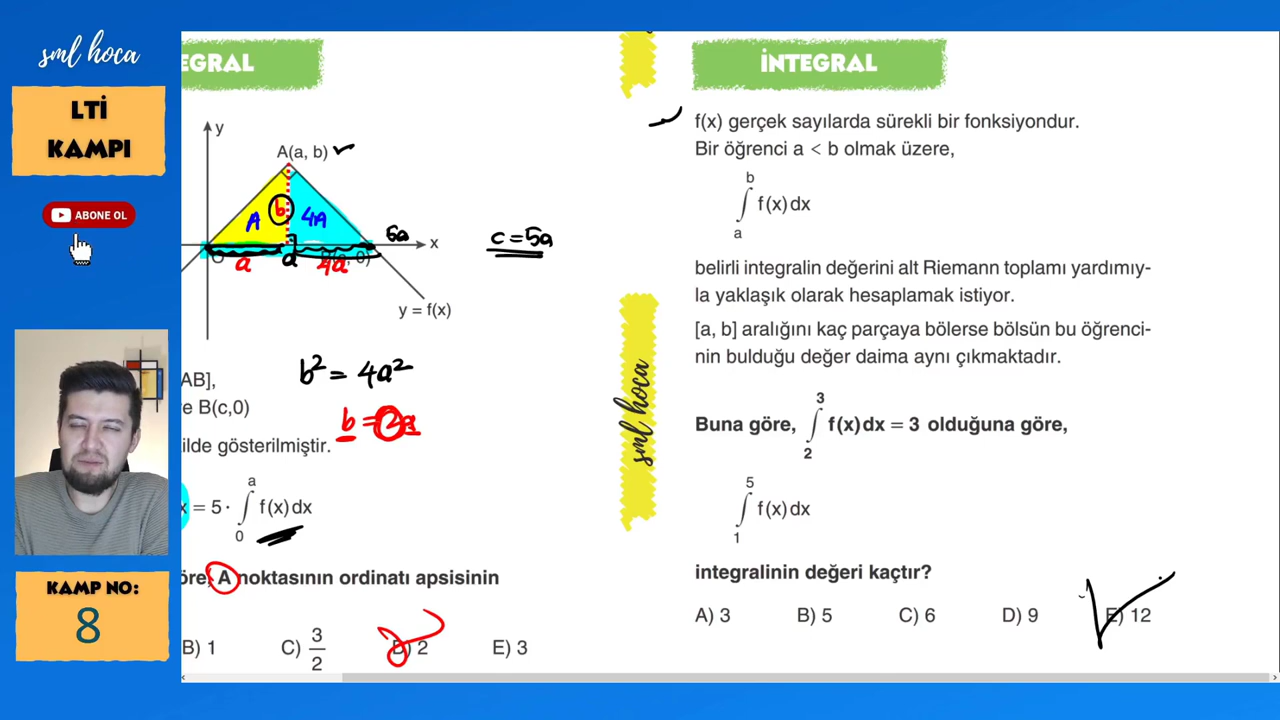 sml hoca
LTİ
KAMPI
ABONE OL
KAMP NO:
8
EGRAL
y
A(a, b)
b
A
4A
5a
x
O
a
a
4a
, 0)
c = 5a
y = f(x)
b² = 4a²
b = 2a
AB],
e B(c,0)
ilde gösterilmiştir.
x = 5 · ∫₀ᵃ f(x) dx
öre, A noktasının ordinatı apsisinin
B) 1 C) 3/2 D) 2 E) 3
sml hoca
İNTEGRAL
f(x) gerçek sayılarda sürekli bir fonksiyondur.
Bir öğrenci a < b olmak üzere,
∫ₐᵇ f(x) dx
belirli integralin değerini alt Riemann toplamı yardımıy-
la yaklaşık olarak hesaplamak istiyor.
[a, b] aralığını kaç parçaya bölerse bölsün bu öğrenci-
nin bulduğu değer daima aynı çıkmaktadır.
Buna göre, ∫₂³ f(x) dx = 3 olduğuna göre,
∫₁⁵ f(x) dx
integralinin değeri kaçtır?
A) 3 B) 5 C) 6 D) 9 E) 12